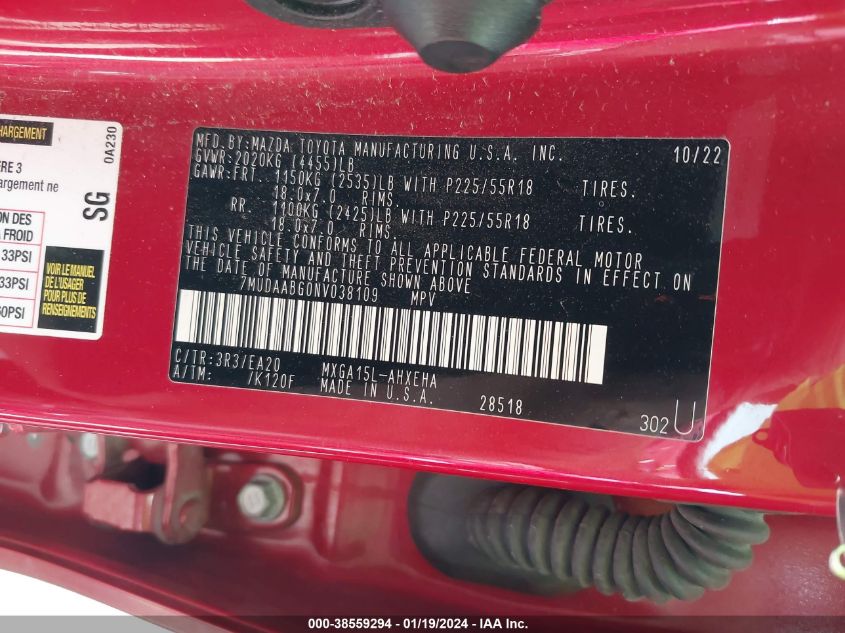 HARGEMENT
ÈRE 3
hargement ne
ON DES
A FROID
33PSI
33PSI
60PSI
VOIR LE MANUEL
DE L'USAGER
POUR PLUS DE
RENSEIGNEMENTS
SG
0A230
MFD.BY:MAZDA TOYOTA MANUFACTURING U.S.A. INC. 10/22
GVWR:2020KG (4455)LB
GAWR:FRT. 1150KG (2535)LB WITH P225/55R18 TIRES.
18.0x7.0 RIMS.
RR. 1100KG (2425)LB WITH P225/55R18 TIRES.
18.0x7.0 RIMS.
THIS VEHICLE CONFORMS TO ALL APPLICABLE FEDERAL MOTOR
VEHICLE SAFETY AND THEFT PREVENTION STANDARDS IN EFFECT ON
THE DATE OF MANUFACTURE SHOWN ABOVE
7MUDAABG0NV038109 MPV
C/TR:3R3/EA20 MXGA15L-AHXEHA
A/TM: /K120F MADE IN U.S.A.
28518
302 U
000-38559294 - 01/19/2024 - IAA Inc.